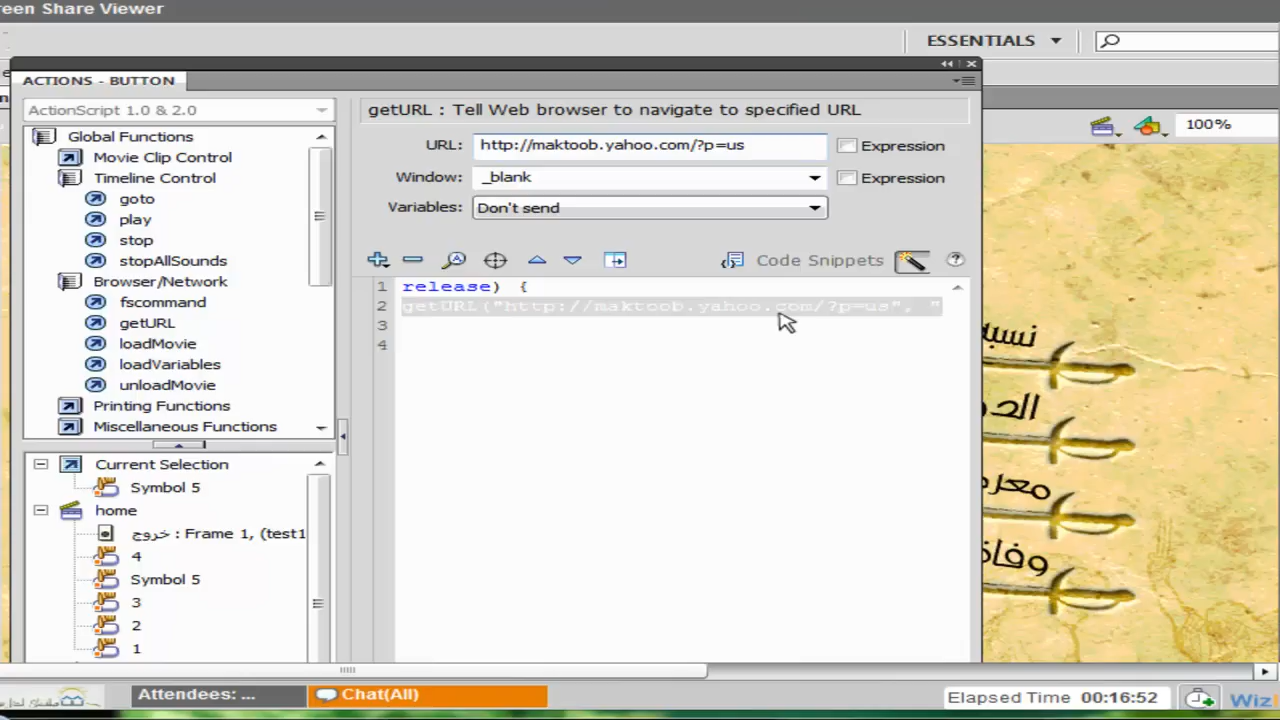 een Share Viewer
ESSENTIALS
ACTIONS - BUTTON
ActionScript 1.0 & 2.0
getURL : Tell Web browser to navigate to specified URL
Global Functions
URL: http://maktoob.yahoo.com/?p=us Expression
Movie Clip Control
Timeline Control
Window: _blank Expression
goto
Variables: Don't send
play
stop
stopAllSounds
Code Snippets
Browser/Network
1 release) {
fscommand
2 getURL("http://maktoob.yahoo.com/?p=us", "
getURL
3
loadMovie
4
loadVariables
unloadMovie
Printing Functions
Miscellaneous Functions
100%
نسبه
وفاة
Current Selection
Symbol 5
home
خروج : Frame 1, (test1
4
Symbol 5
3
2
1
Attendees: ...
Chat(All)
Elapsed Time 00:16:52
Wiz